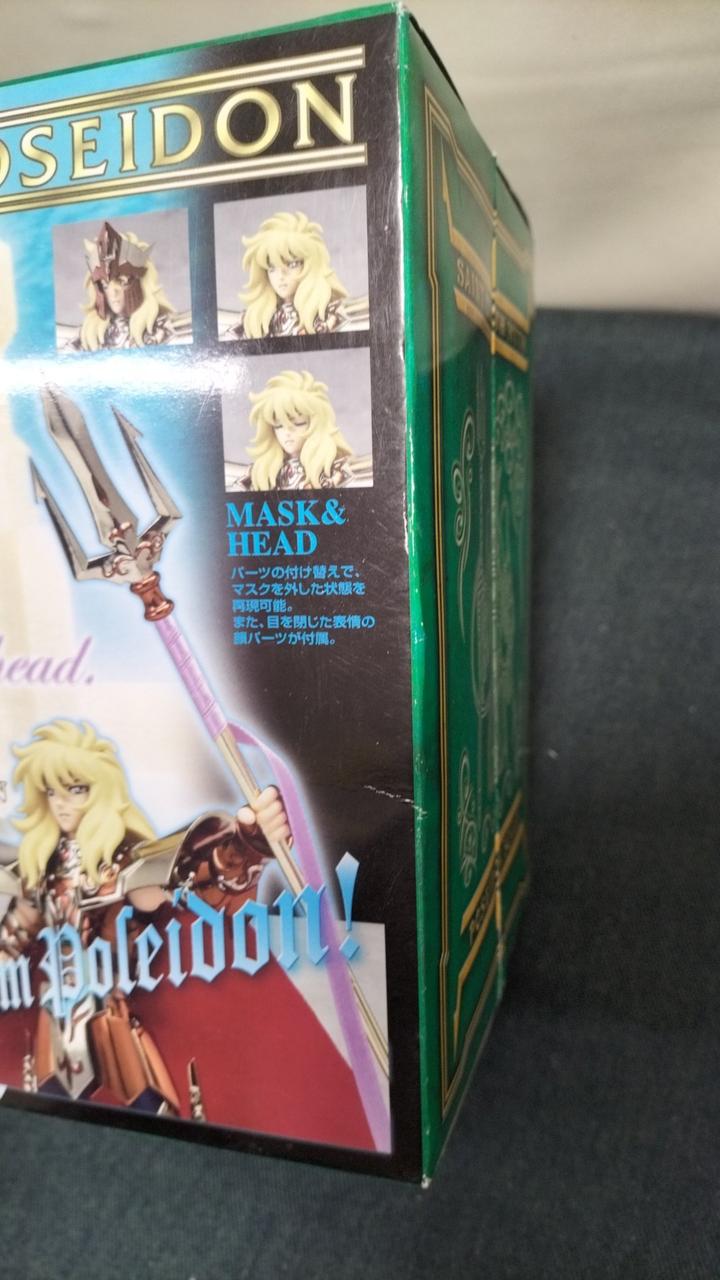 OSEIDON
MASK&
HEAD
パーツの付け替えで、
マスクを外した状態を
再現可能。
また、目を閉じた表情の
顔パーツが付属。
head.
m Poseidon!